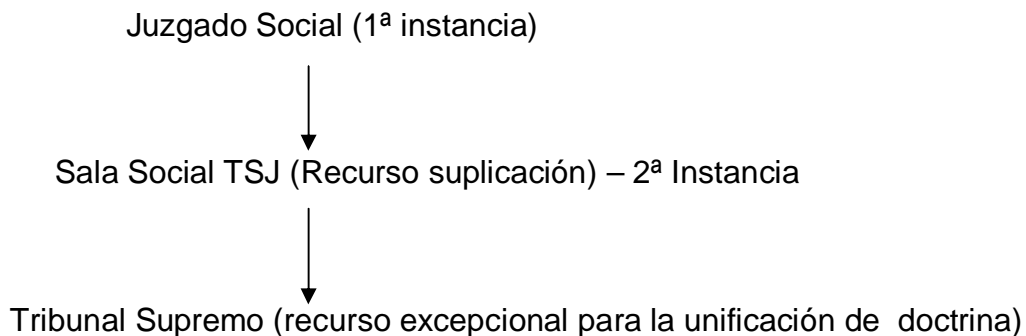 Juzgado Social (1ª instancia)
Sala Social TSJ (Recurso suplicación) – 2ª Instancia
Tribunal Supremo (recurso excepcional para la unificación de doctrina)